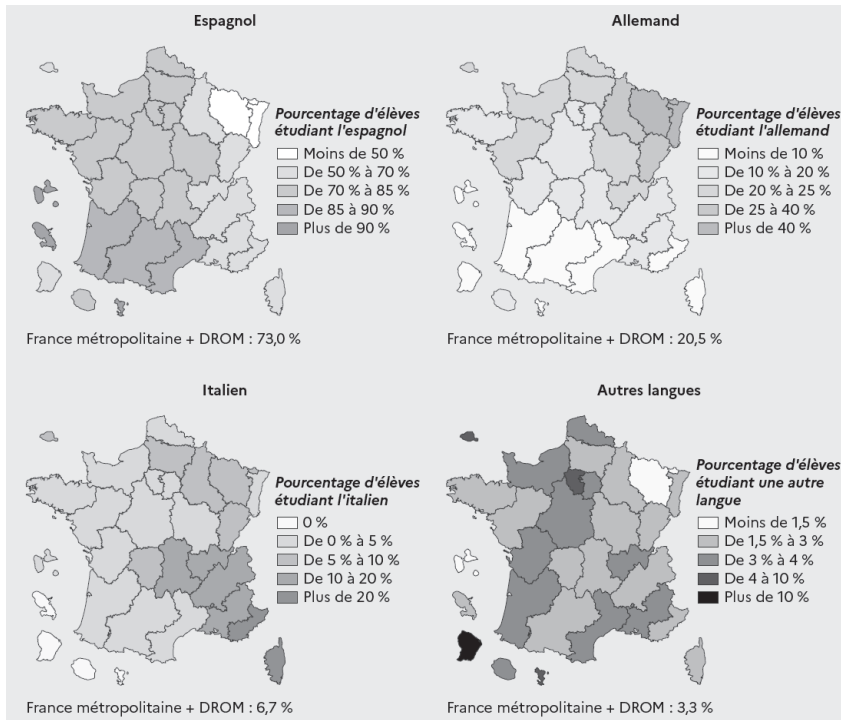 Espagnol
Pourcentage d'élèves
étudiant l'espagnol
Moins de 50 %
De 50 % à 70 %
De 70 % à 85 %
De 85 à 90 %
Plus de 90 %
France métropolitaine + DROM : 73,0 %
Allemand
Pourcentage d'élèves
étudiant l'allemand
Moins de 10 %
De 10 % à 20 %
De 20 % à 25 %
De 25 à 40 %
Plus de 40 %
France métropolitaine + DROM : 20,5 %
Italien
Pourcentage d'élèves
étudiant l'italien
0 %
De 0 % à 5 %
De 5 % à 10 %
De 10 à 20 %
Plus de 20 %
France métropolitaine + DROM : 6,7 %
Autres langues
Pourcentage d'élèves
étudiant une autre
langue
Moins de 1,5 %
De 1,5 % à 3 %
De 3 % à 4 %
De 4 à 10 %
Plus de 10 %
France métropolitaine + DROM : 3,3 %